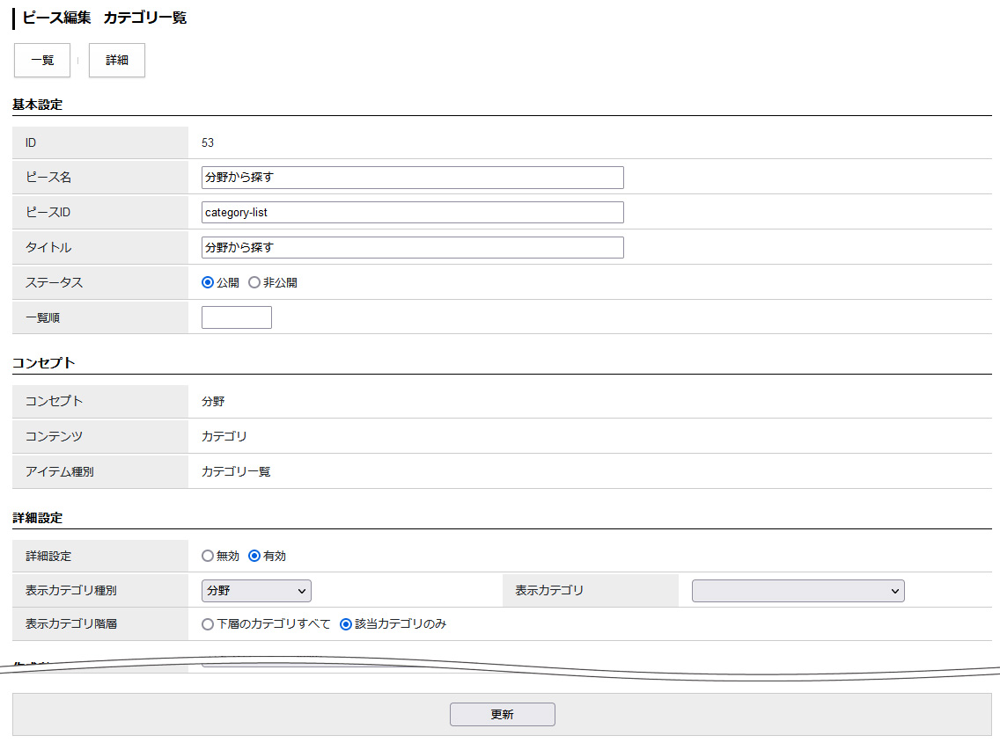 ピース編集　カテゴリ一覧
一覧
詳細
基本設定
ID 53
ピース名 分野から探す
ピースID category-list
タイトル 分野から探す
ステータス 公開 非公開
一覧順
コンセプト
コンセプト 分野
コンテンツ カテゴリ
アイテム種別 カテゴリ一覧
詳細設定
詳細設定 無効 有効
表示カテゴリ種別 分野 表示カテゴリ
表示カテゴリ階層 下層のカテゴリすべて 該当カテゴリのみ
更新